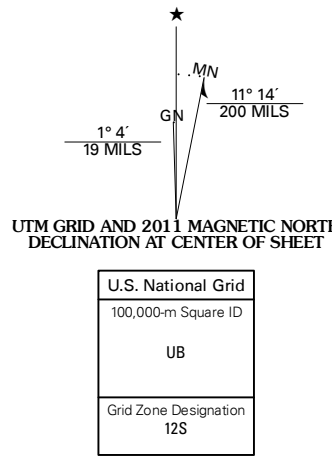 ★
MN
GN
11° 14´
200 MILS
1° 4´
19 MILS
UTM GRID AND 2011 MAGNETIC NORTH
DECLINATION AT CENTER OF SHEET
U.S. National Grid
100,000-m Square ID
UB
Grid Zone Designation
12S